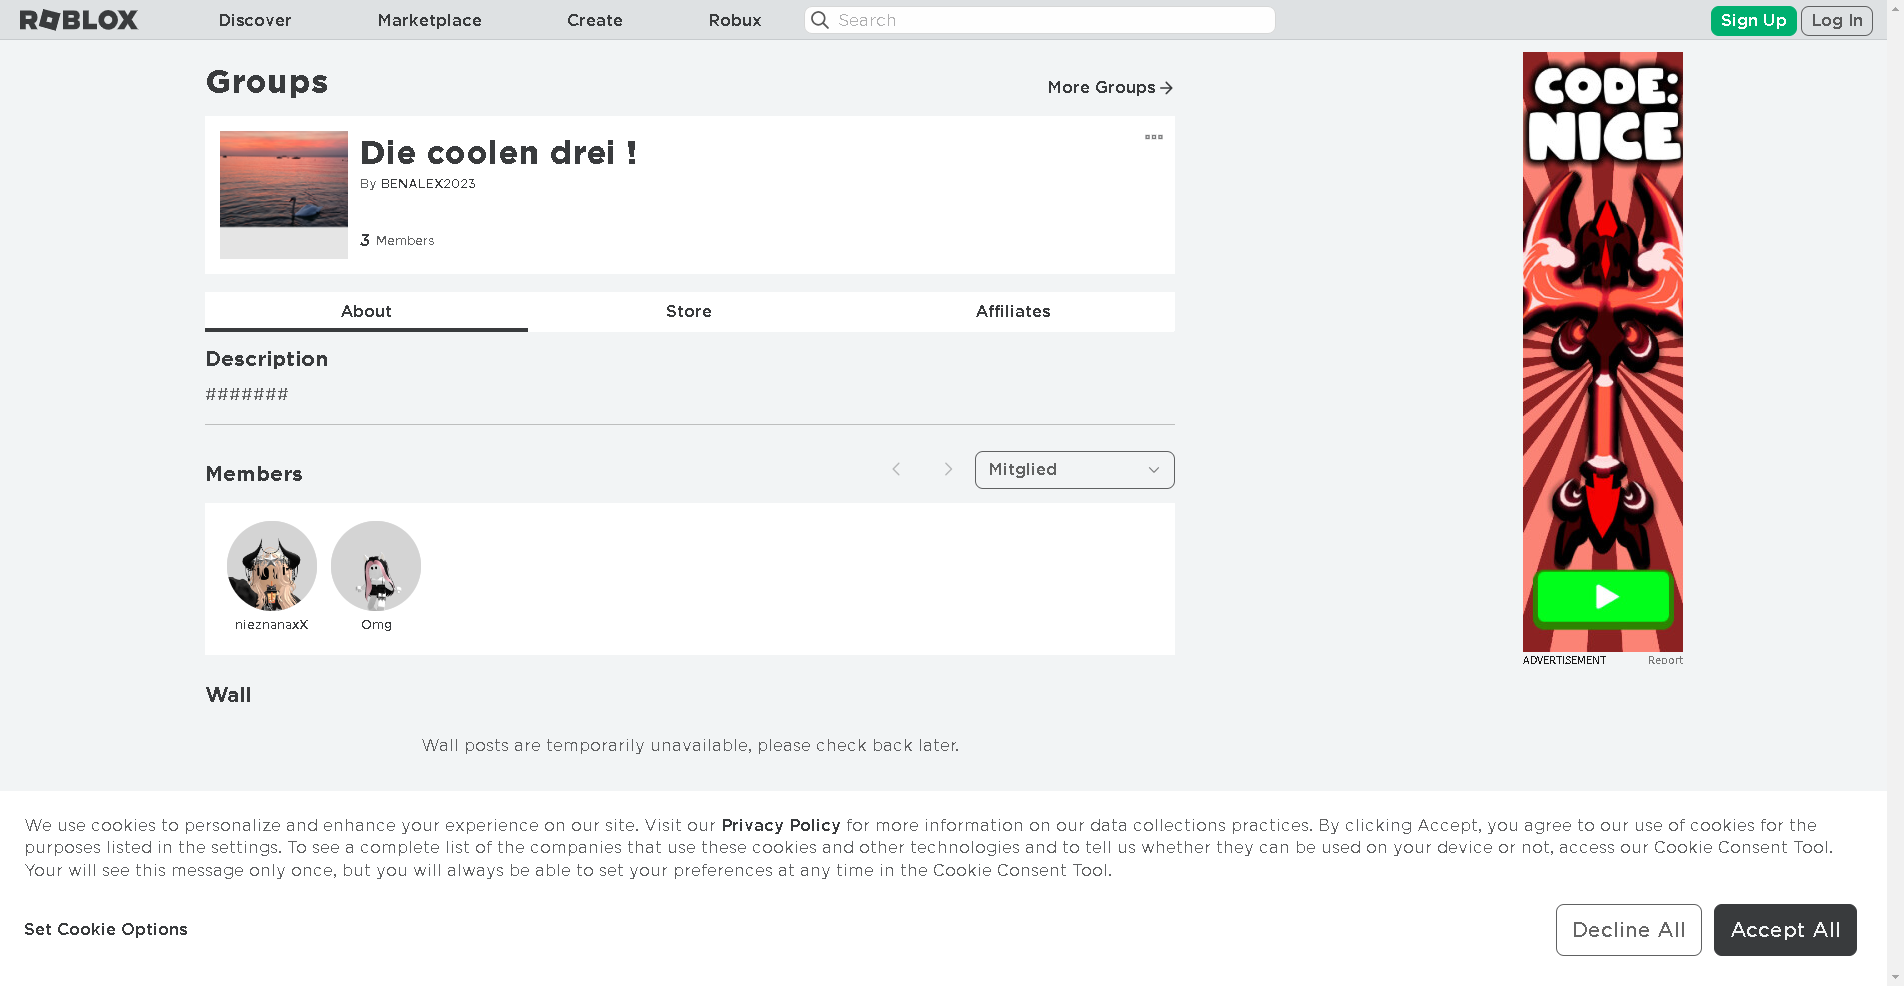 ROBLOX Discover Marketplace Create Robux Search Sign Up Log In
Groups
More Groups
Die coolen drei !
By BENALEX2023
3 Members
About Store Affiliates
Description
#######
Members
Mitglied
nieznanaxX Omg
Wall
Wall posts are temporarily unavailable, please check back later.
CODE:
NICE
ADVERTISEMENT Report
We use cookies to personalize and enhance your experience on our site. Visit our Privacy Policy for more information on our data collections practices. By clicking Accept, you agree to our use of cookies for the
purposes listed in the settings. To see a complete list of the companies that use these cookies and other technologies and to tell us whether they can be used on your device or not, access our Cookie Consent Tool.
Your will see this message only once, but you will always be able to set your preferences at any time in the Cookie Consent Tool.
Set Cookie Options
Decline All
Accept All